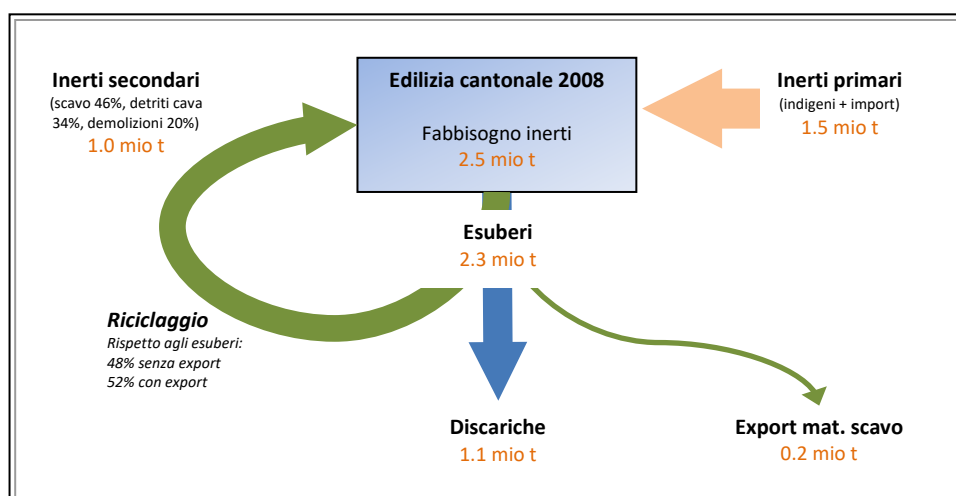 Inerti secondari
(scavo 46%, detriti cava
34%, demolizioni 20%)
1.0 mio t
Edilizia cantonale 2008
Fabbisogno inerti
2.5 mio t
Inerti primari
(indigeni + import)
1.5 mio t
Esuberi
2.3 mio t
Riciclaggio
Rispetto agli esuberi:
48% senza export
52% con export
Discariche
1.1 mio t
Export mat. scavo
0.2 mio t